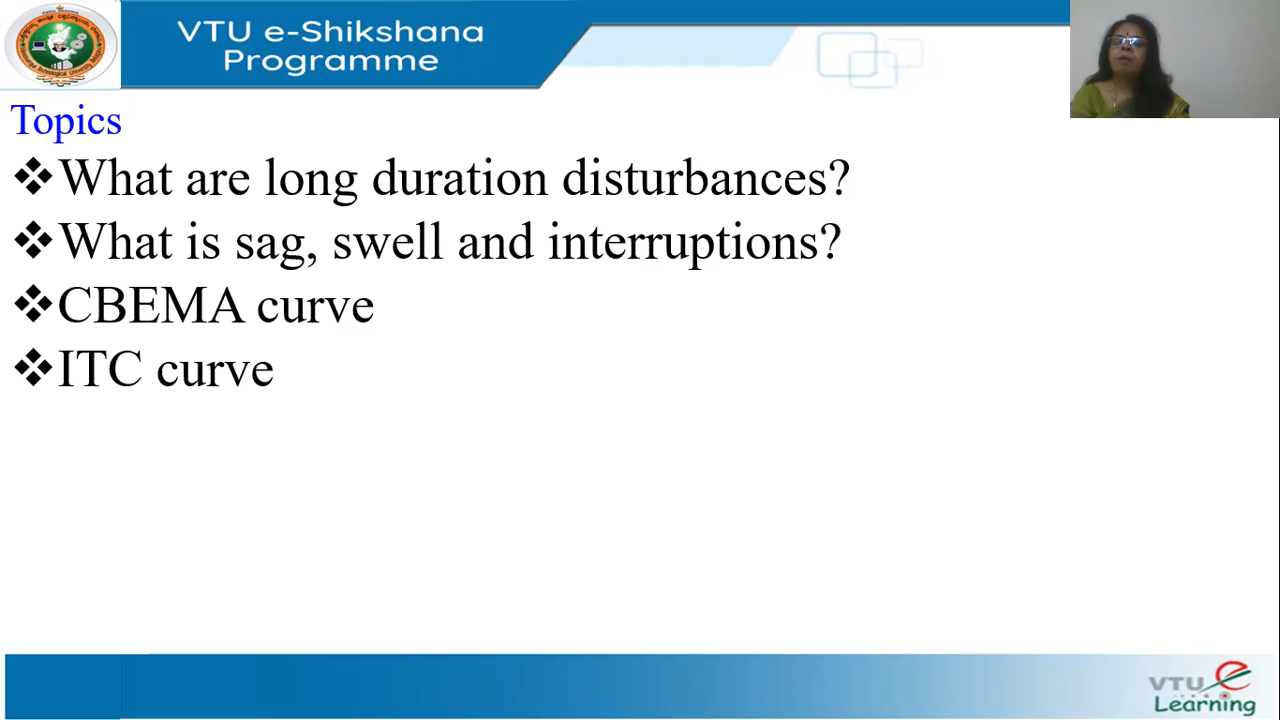 VTU e-Shikshana
Programme
Topics
❖What are long duration disturbances?
❖What is sag, swell and interruptions?
❖CBEMA curve
❖ITC curve
VTU e
Learning